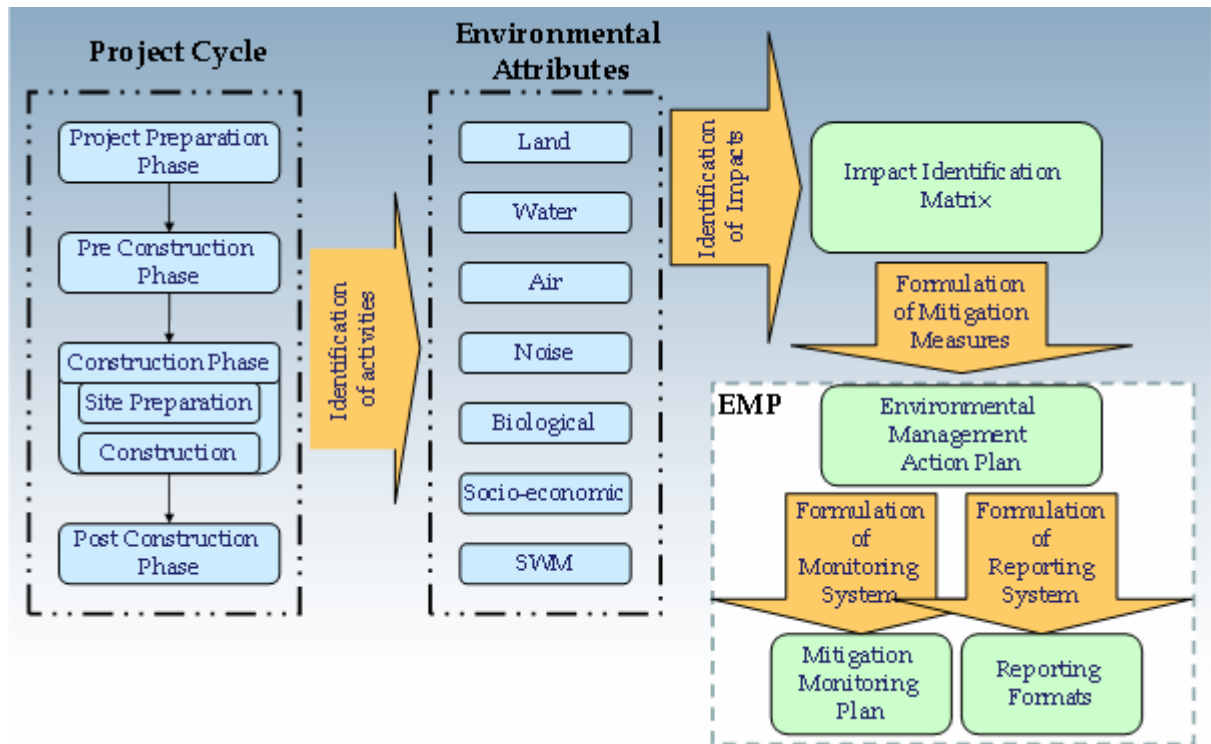 Project Cycle
Project Preparation
Phase
Pre Construction
Phase
Construction Phase
Site Preparation
Construction
Post Construction
Phase
Identification
of activities
Environmental
Attributes
Land
Water
Air
Noise
Biological
Socio-economic
SWM
Identification
of Impacts
Impact Identification
Matrix
Formulation
of Mitigation
Measures
EMP
Environmental
Management
Action Plan
Formulation
of
Monitoring
System
Formulation
of
Reporting
System
Mitigation
Monitoring
Plan
Reporting
Formats